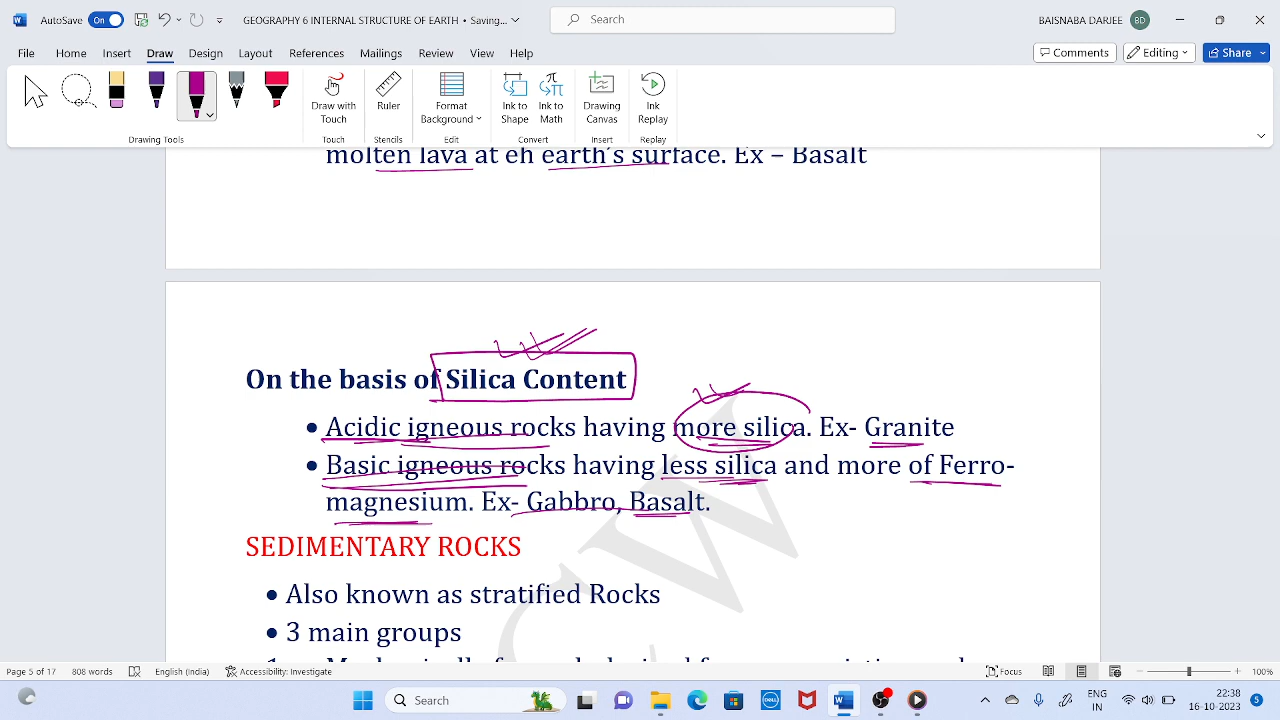 AutoSave On GEOGRAPHY 6 INTERNAL STRUCTURE OF EARTH • Saving... Search BAISNABA DARJEE BD
File Home Insert Draw Design Layout References Mailings Review View Help Comments Editing Share
Draw with Touch Ruler Format Background Ink to Shape Ink to Math Drawing Canvas Ink Replay
Drawing Tools Touch Stencils Edit Convert Insert Replay
molten lava at eh earth's surface. Ex – Basalt
On the basis of Silica Content
• Acidic igneous rocks having more silica. Ex- Granite
• Basic igneous rocks having less silica and more of Ferro-
magnesium. Ex- Gabbro, Basalt.
SEDIMENTARY ROCKS
• Also known as stratified Rocks
• 3 main groups
Page 5 of 17 808 words English (India) Accessibility: Investigate Focus 100%
Search ENG IN 22:38 16-10-2023 5